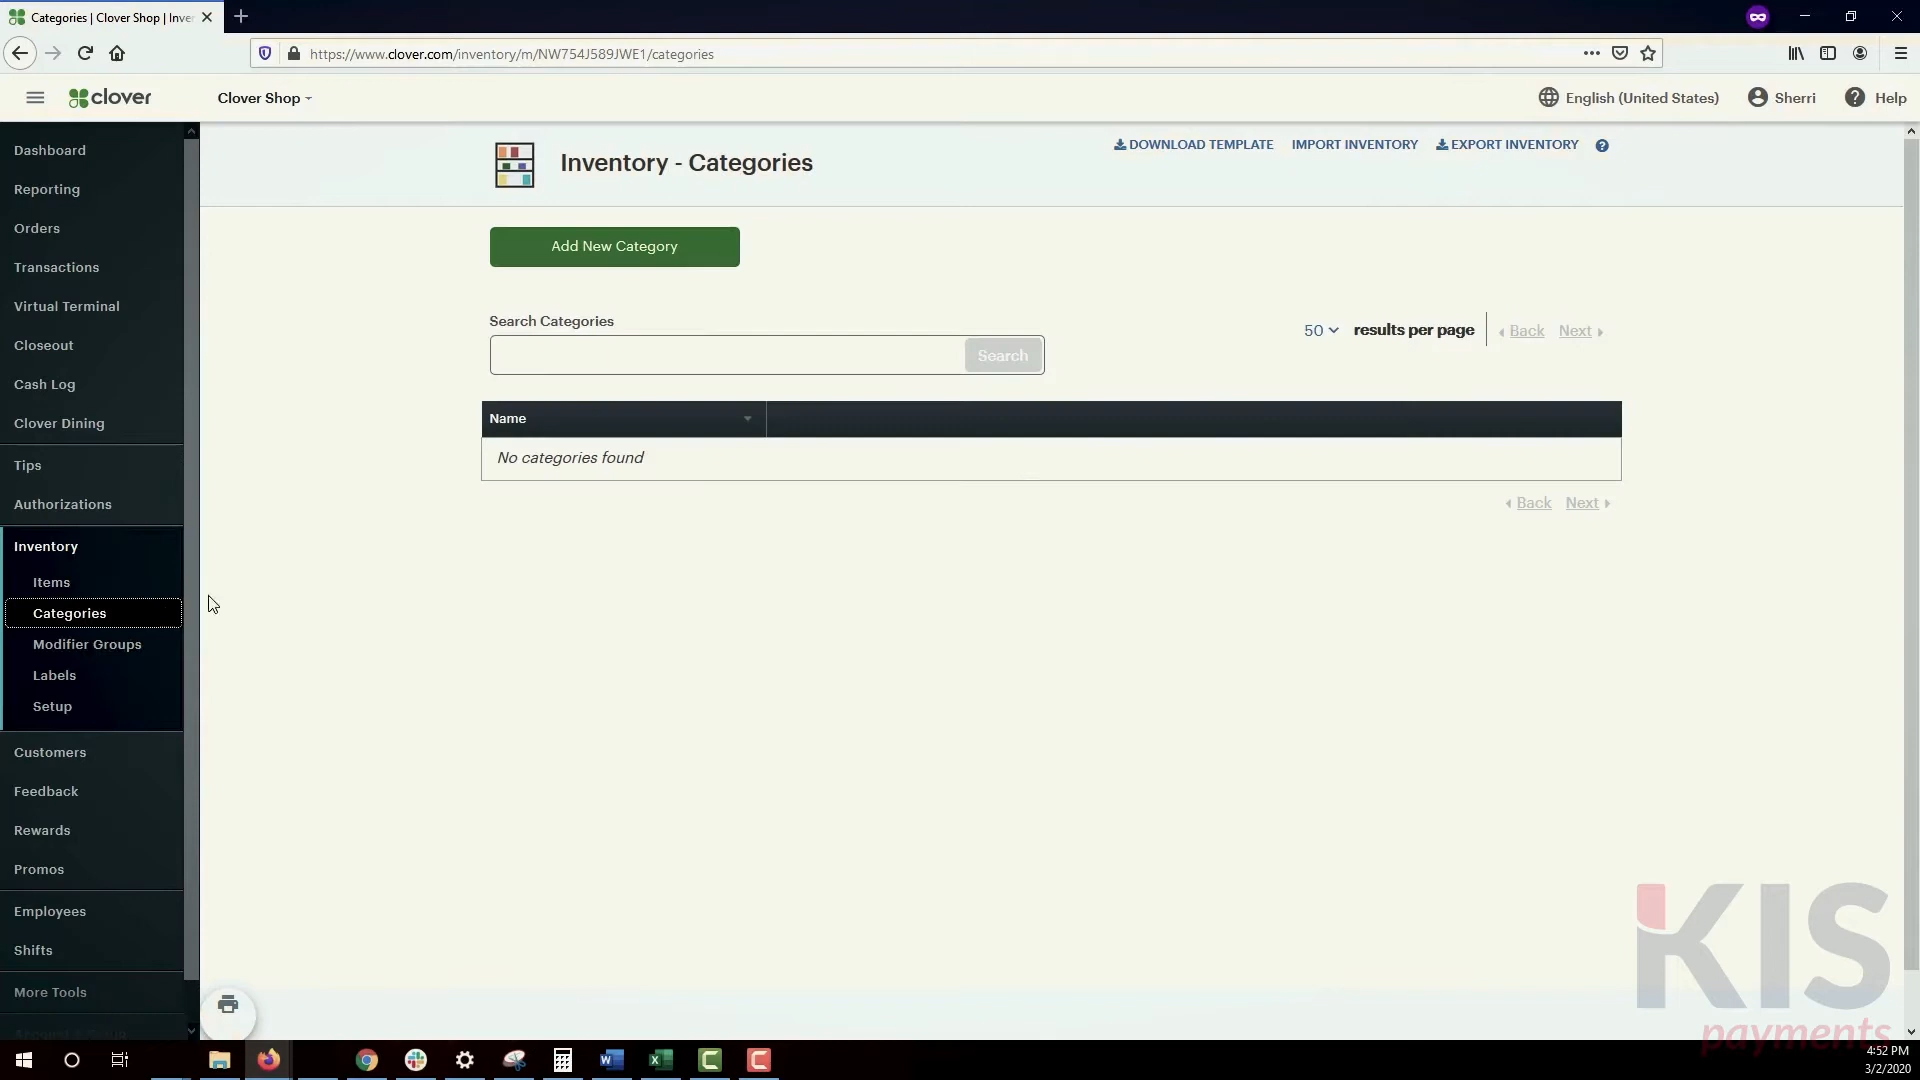 Categories | Clover Shop | Inve
https://www.clover.com/inventory/m/NW754J589JWE1/categories
clover
Clover Shop
English (United States)
Sherri
Help
Dashboard
Reporting
Orders
Transactions
Virtual Terminal
Closeout
Cash Log
Clover Dining
Tips
Authorizations
Inventory
Items
Categories
Modifier Groups
Labels
Setup
Customers
Feedback
Rewards
Promos
Employees
Shifts
More Tools
Inventory - Categories
DOWNLOAD TEMPLATE
IMPORT INVENTORY
EXPORT INVENTORY
Add New Category
Search Categories
Search
50 results per page
Back Next
Name
No categories found
Back Next
KIS
payments
4:52 PM
3/2/2020